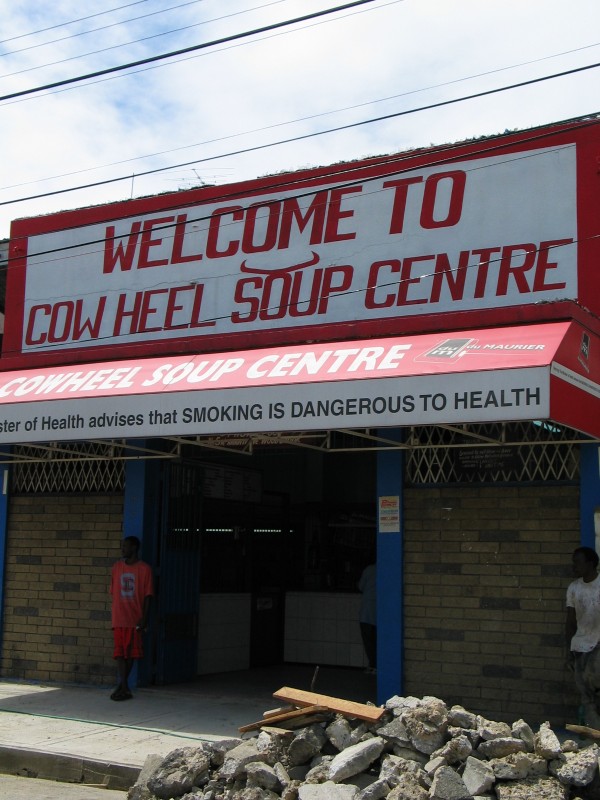 WELCOME TO
COW HEEL SOUP CENTRE
COWHEEL SOUP CENTRE du MAURIER
ster of Health advises that SMOKING IS DANGEROUS TO HEALTH